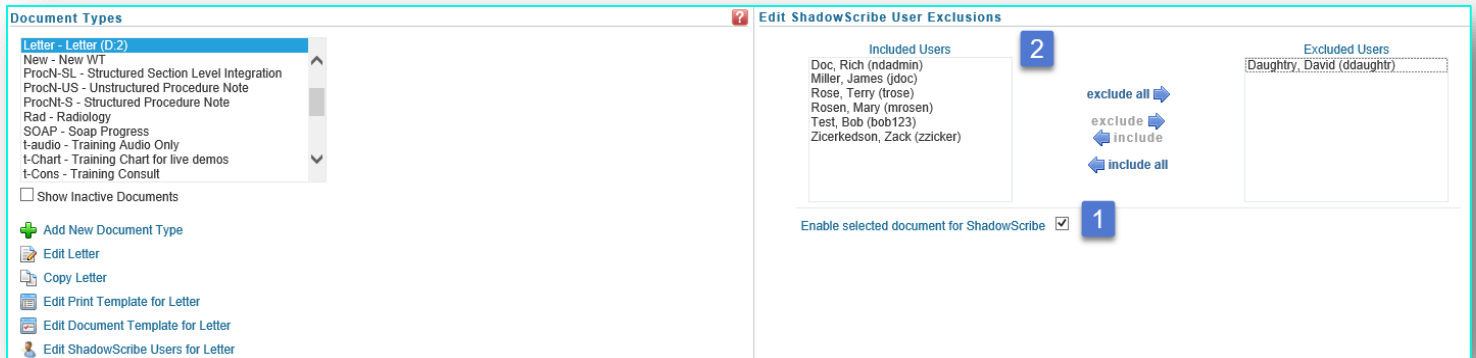 Document Types
?
Letter - Letter (D:2)
New - New WT
ProcN-SL - Structured Section Level Integration
ProcN-US - Unstructured Procedure Note
ProcNt-S - Structured Procedure Note
Rad - Radiology
SOAP - Soap Progress
t-audio - Training Audio Only
t-Chart - Training Chart for live demos
t-Cons - Training Consult
Show Inactive Documents
Add New Document Type
Edit Letter
Copy Letter
Edit Print Template for Letter
Edit Document Template for Letter
Edit ShadowScribe Users for Letter
Edit ShadowScribe User Exclusions
Included Users
2
Doc, Rich (ndadmin)
Miller, James (jdoc)
Rose, Terry (trose)
Rosen, Mary (mrosen)
Test, Bob (bob123)
Zicerkedson, Zack (zzicker)
exclude all
exclude
include
include all
Excluded Users
Daughtry, David (ddaughtr)
Enable selected document for ShadowScribe
1